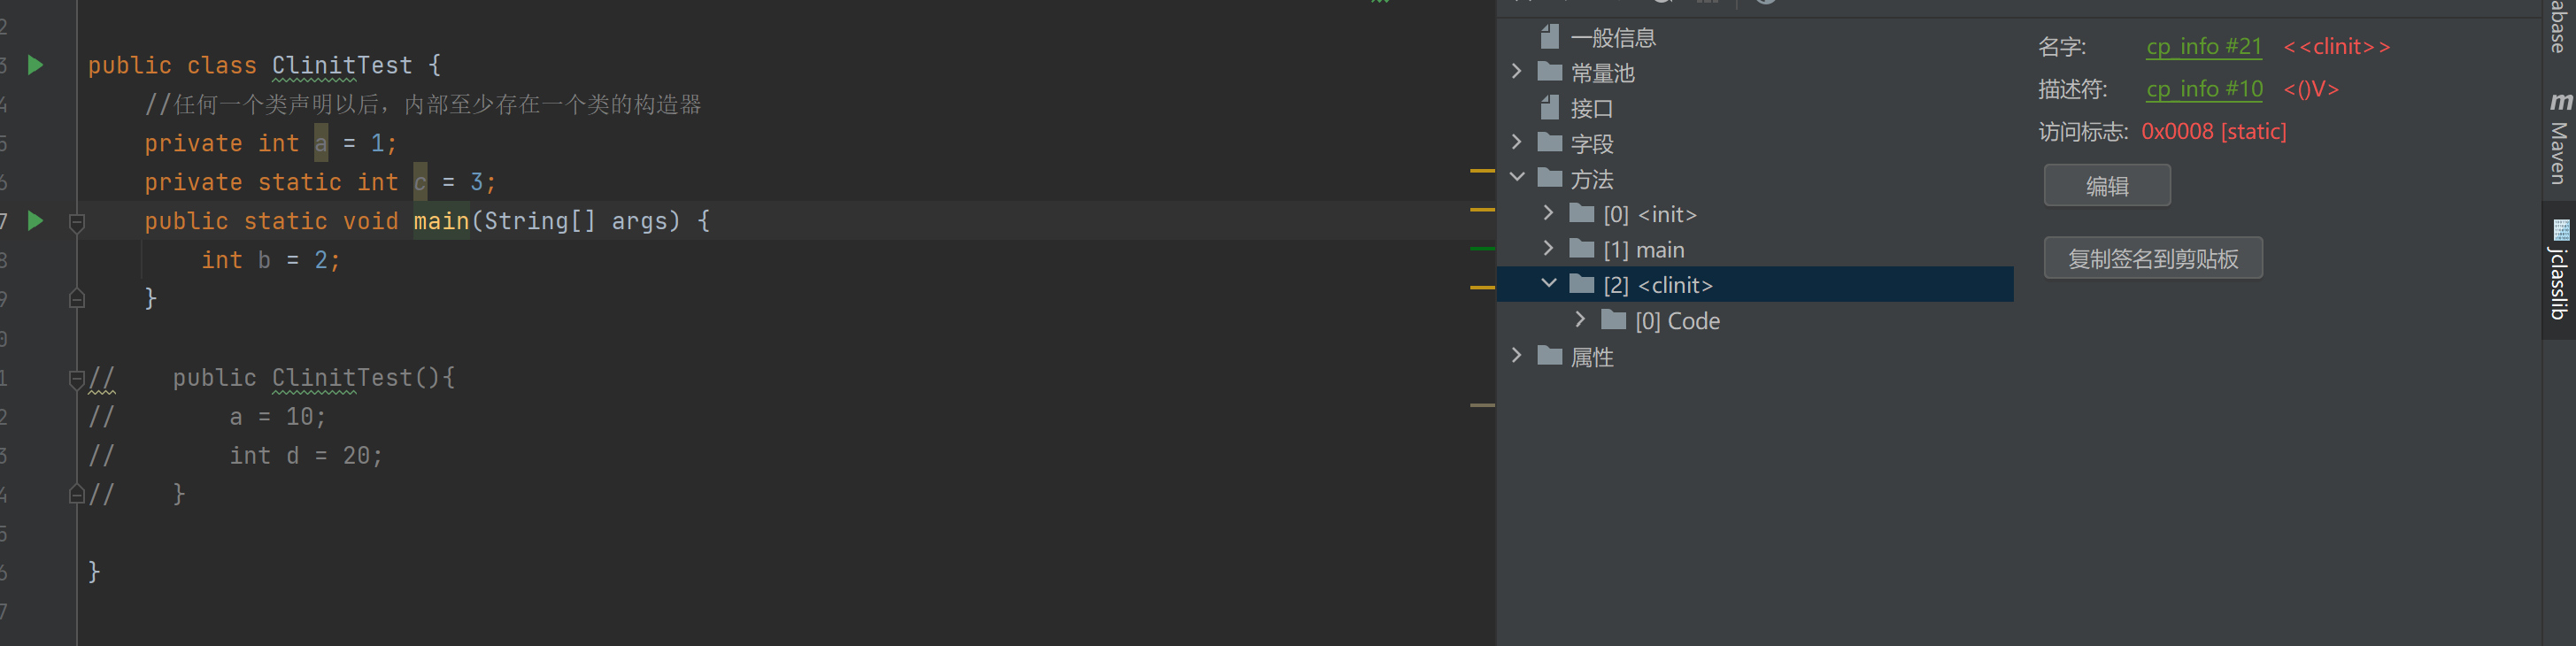 2
3 public class ClinitTest {
4 //任何一个类声明以后，内部至少存在一个类的构造器
5 private int a = 1;
6 private static int c = 3;
7 public static void main(String[] args) {
8 int b = 2;
9 }
0
1 // public ClinitTest(){
2 // a = 10;
3 // int d = 20;
4 // }
5
6 }
7
一般信息
常量池
接口
字段
方法
[0] <init>
[1] main
[2] <clinit>
[0] Code
属性
名字: cp_info #21 <<clinit>>
描述符: cp_info #10 <()V>
访问标志: 0x0008 [static]
编辑
复制签名到剪贴板
abase
m Maven
jclasslib